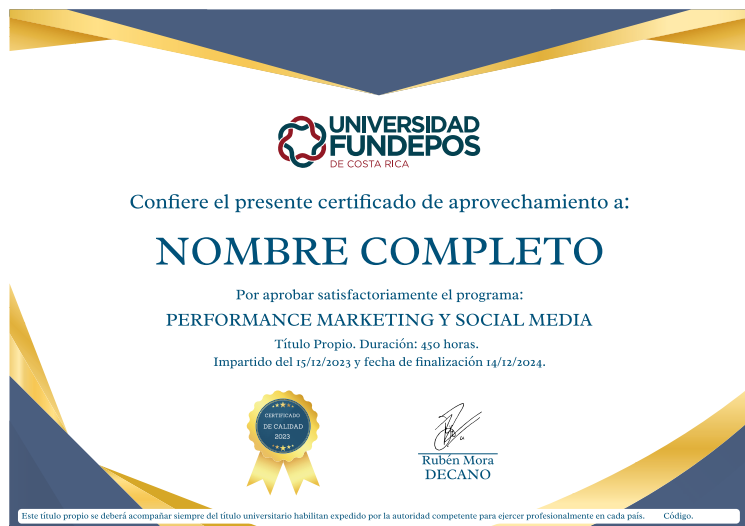 UNIVERSIDAD
FUNDEPOS
DE COSTA RICA
Confiere el presente certificado de aprovechamiento a:
NOMBRE COMPLETO
Por aprobar satisfactoriamente el programa:
PERFORMANCE MARKETING Y SOCIAL MEDIA
Título Propio. Duración: 450 horas.
Impartido del 15/12/2023 y fecha de finalización 14/12/2024.
CERTIFICADO
DE CALIDAD
2023
Rubén Mora
DECANO
Este título propio se deberá acompañar siempre del título universitario habilitan expedido por la autoridad competente para ejercer profesionalmente en cada país. Código.